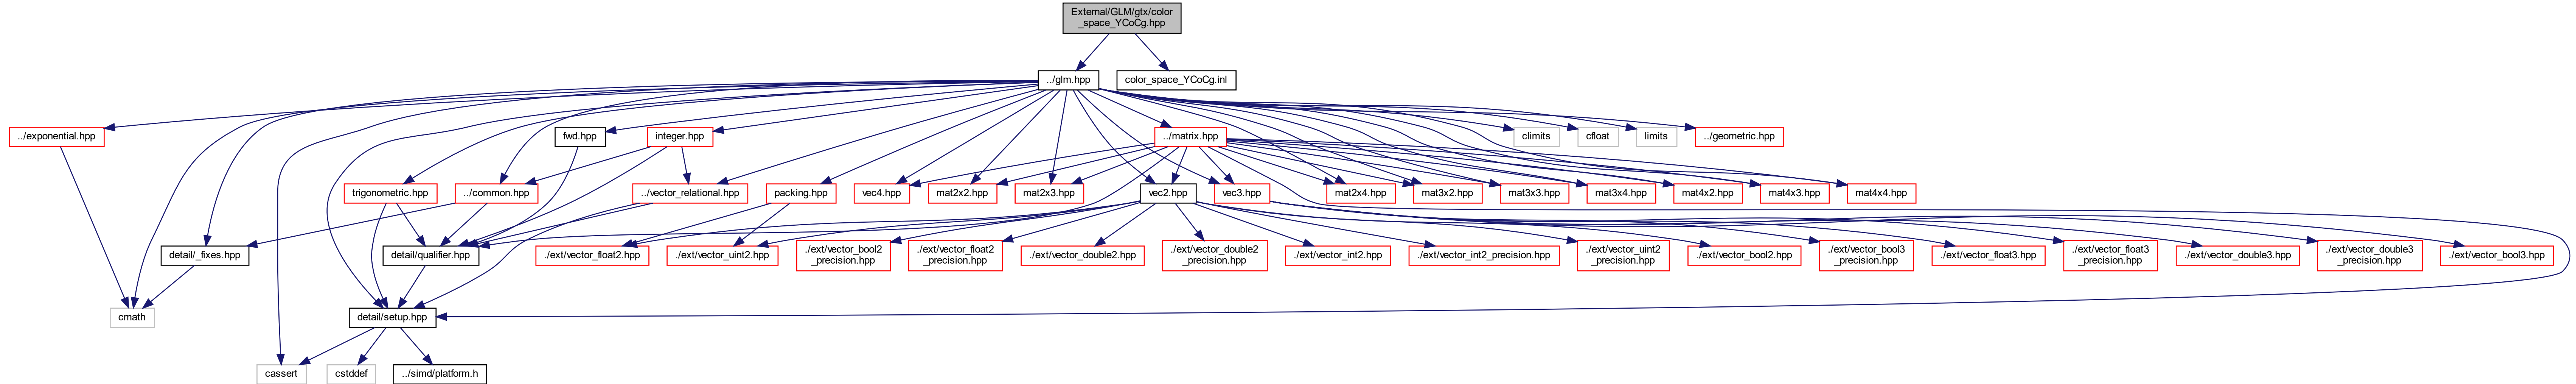 External/GLM/gtx/color
_space_YCoCg.hpp
../glm.hpp
color_space_YCoCg.inl
../exponential.hpp
fwd.hpp
integer.hpp
../matrix.hpp
climits
cfloat
limits
../geometric.hpp
trigonometric.hpp
../common.hpp
../vector_relational.hpp
packing.hpp
vec4.hpp
mat2x2.hpp
mat2x3.hpp
vec2.hpp
vec3.hpp
mat2x4.hpp
mat3x2.hpp
mat3x3.hpp
mat3x4.hpp
mat4x2.hpp
mat4x3.hpp
mat4x4.hpp
detail/_fixes.hpp
detail/qualifier.hpp
./ext/vector_float2.hpp
./ext/vector_uint2.hpp
./ext/vector_bool2
_precision.hpp
./ext/vector_float2
_precision.hpp
./ext/vector_double2.hpp
./ext/vector_double2
_precision.hpp
./ext/vector_int2.hpp
./ext/vector_int2_precision.hpp
./ext/vector_uint2
_precision.hpp
./ext/vector_bool2.hpp
./ext/vector_bool3
_precision.hpp
./ext/vector_float3.hpp
./ext/vector_float3
_precision.hpp
./ext/vector_double3.hpp
./ext/vector_double3
_precision.hpp
./ext/vector_bool3.hpp
cmath
detail/setup.hpp
cassert
cstddef
../simd/platform.h